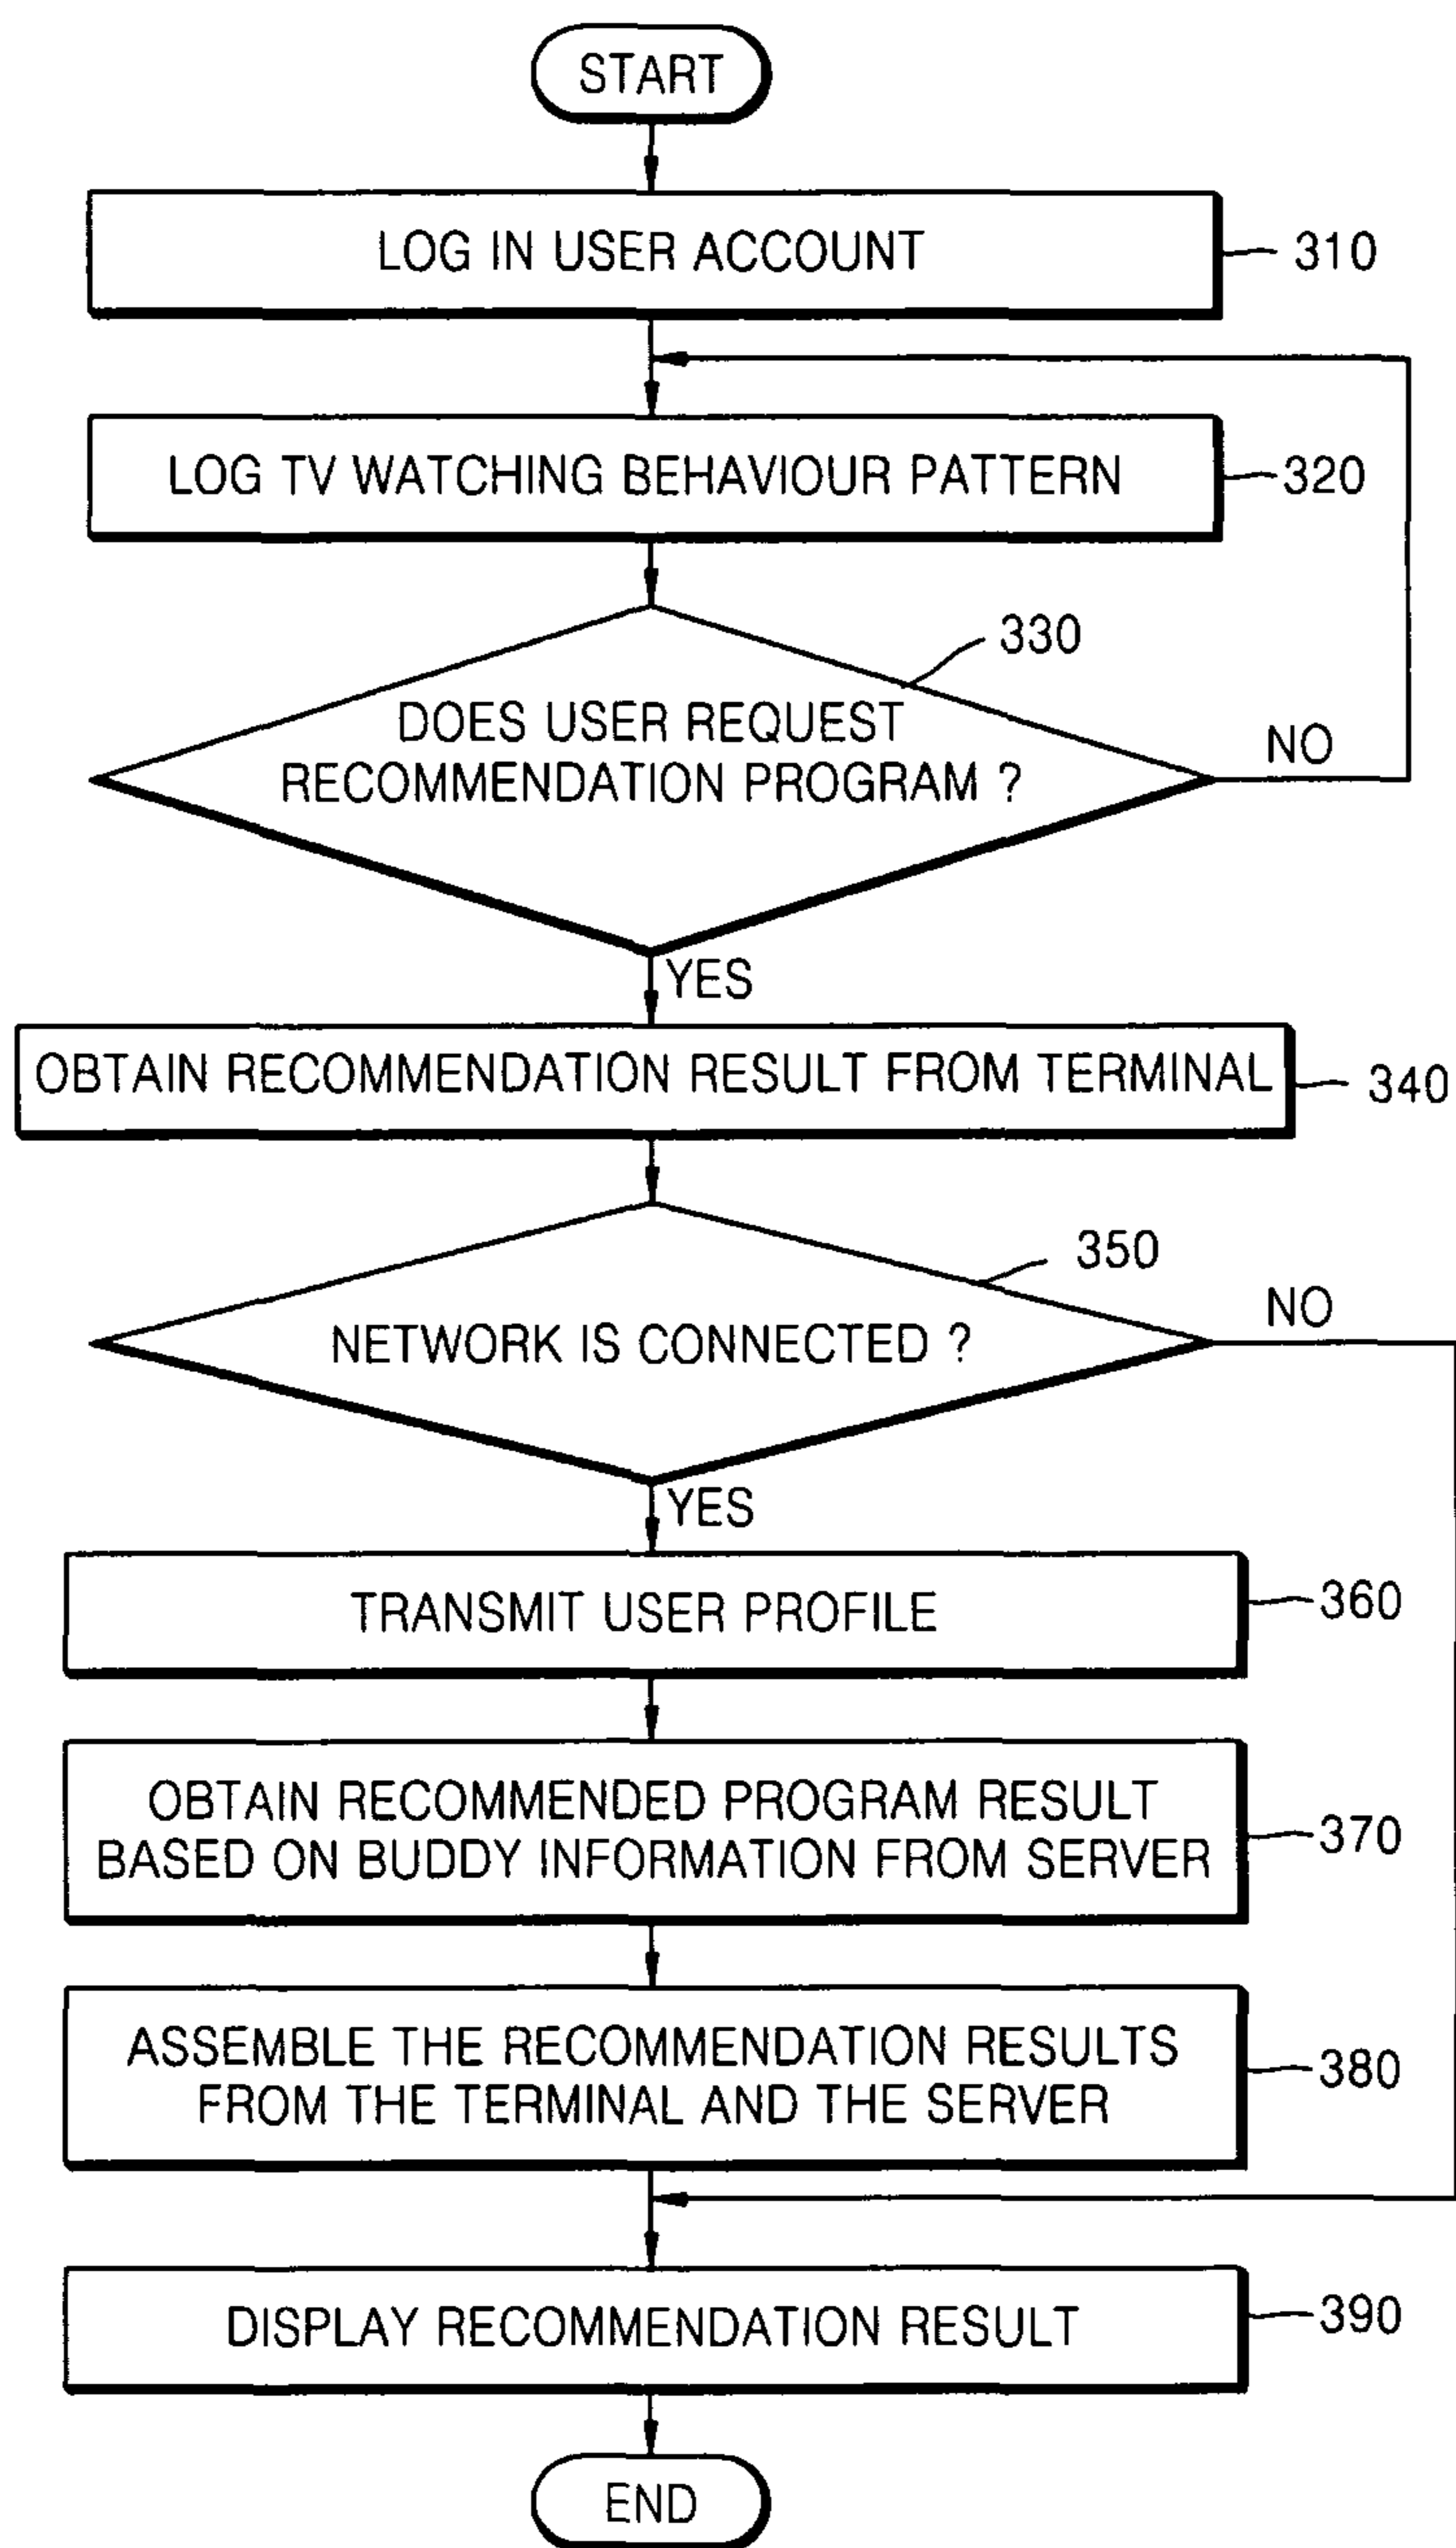 START
LOG IN USER ACCOUNT
310
LOG TV WATCHING BEHAVIOUR PATTERN
320
330
DOES USER REQUEST
RECOMMENDATION PROGRAM ?
NO
YES
OBTAIN RECOMMENDATION RESULT FROM TERMINAL
340
350
NETWORK IS CONNECTED ?
NO
YES
TRANSMIT USER PROFILE
360
OBTAIN RECOMMENDED PROGRAM RESULT
BASED ON BUDDY INFORMATION FROM SERVER
370
ASSEMBLE THE RECOMMENDATION RESULTS
FROM THE TERMINAL AND THE SERVER
380
DISPLAY RECOMMENDATION RESULT
390
END